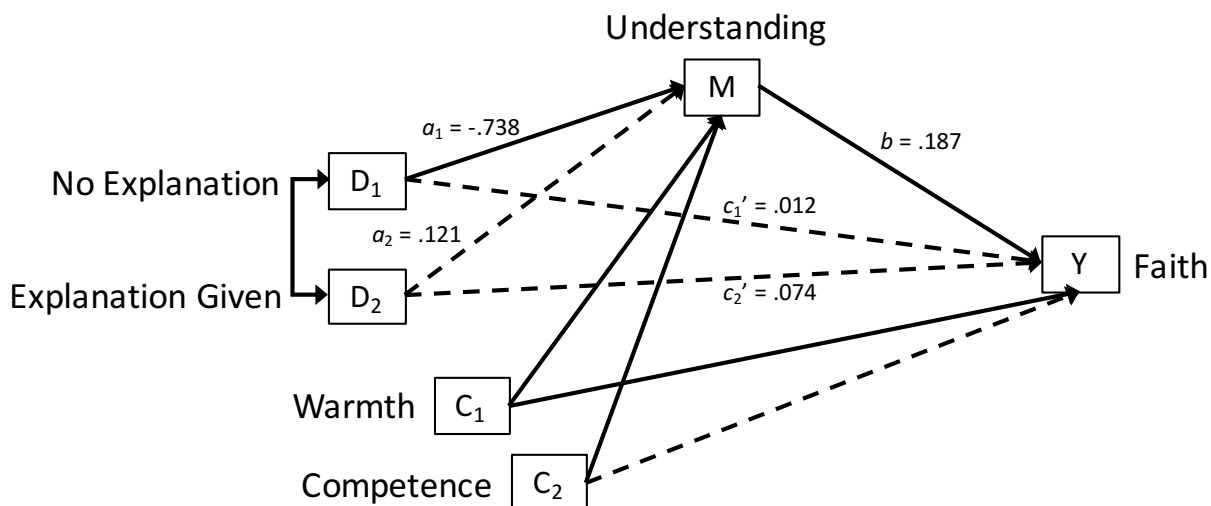 Understanding
M
a₁ = -.738
b = .187
No Explanation
D₁
c₁' = .012
a₂ = .121
Y
Faith
Explanation Given
D₂
c₂' = .074
Warmth
C₁
Competence
C₂